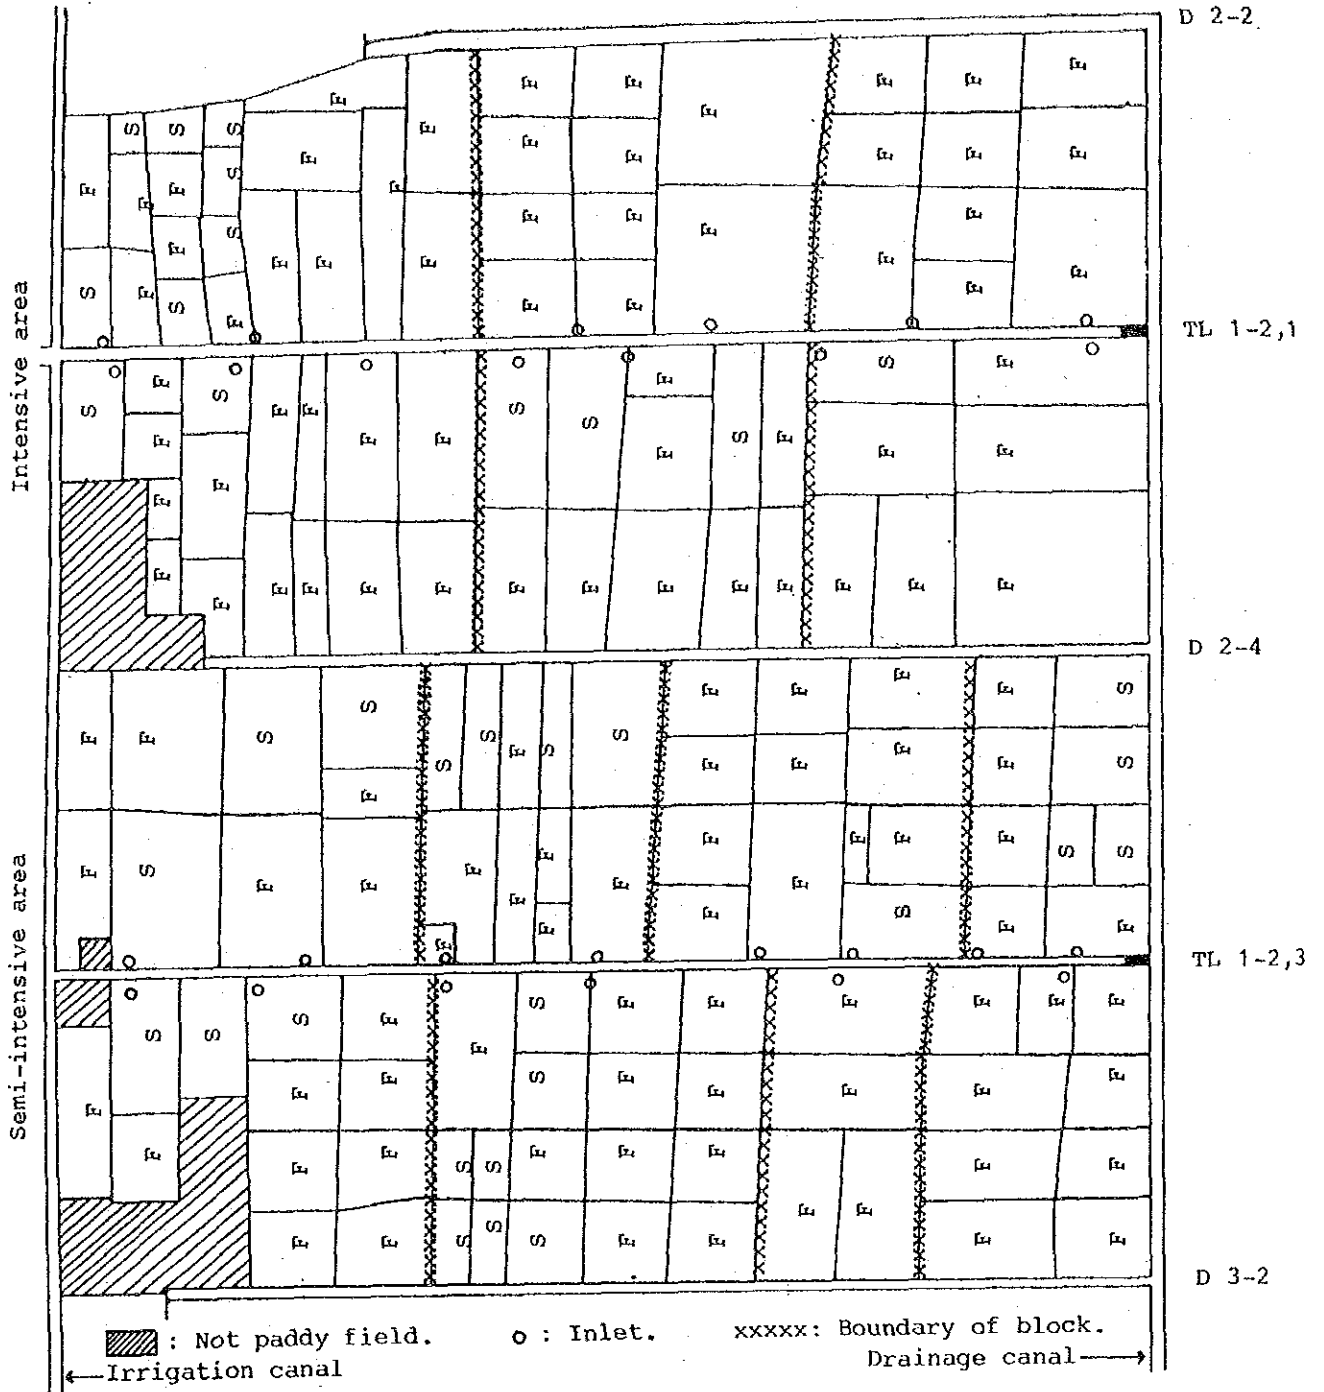 D 2-2
F
F F F F
F F
S S S F F
F F F F F
F F S F
F F F F
S F
F F F F F F
S F S F F F
F
TL 1-2,1
Intensive area
F F S F
S S F F S
F S F S F
F F F F F F
F F
F F F F F F F F F F F
F F
D 2-4
F F F F S
S
F F S S F S S F F F F S
S F
F F F F S S
F S F
F F F F F F
F F S F F
F F
TL 1-2,3
Semi-intensive area
S F F F F F
S S S F F
F F S F F F F F
F
F F F S S F F F F F
F S F F
F F S S F F F F
D 3-2
: Not paddy field.
: Inlet.
xxxxx: Boundary of block.
←Irrigation canal
Drainage canal→